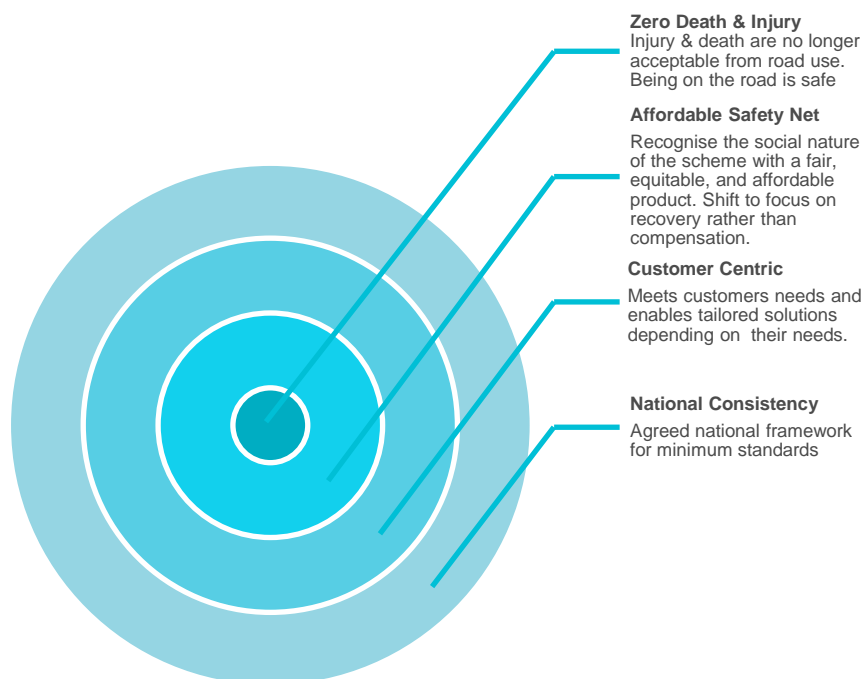 Zero Death & Injury
Injury & death are no longer
acceptable from road use.
Being on the road is safe
Affordable Safety Net
Recognise the social nature
of the scheme with a fair,
equitable, and affordable
product. Shift to focus on
recovery rather than
compensation.
Customer Centric
Meets customers needs and
enables tailored solutions
depending on  their needs.
National Consistency
Agreed national framework
for minimum standards